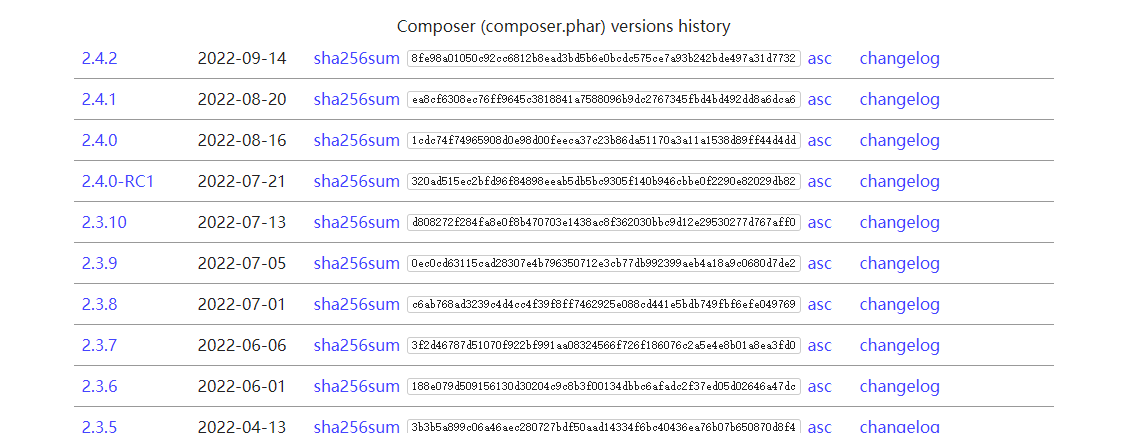 Composer (composer.phar) versions history
2.4.2 2022-09-14 sha256sum 8fe98a01050c92cc6812b8ead3bd5b6e0bcdc575ce7a93b242bde497a31d7732 asc changelog
2.4.1 2022-08-20 sha256sum ea8cf6308ec76ff9645c3818841a7588096b9dc2767345fbd4bd492dd8a6dca6 asc changelog
2.4.0 2022-08-16 sha256sum 1cdc74f74965908d0e98d00feeca37c23b86da51170a3a11a1538d89ff44d4dd asc changelog
2.4.0-RC1 2022-07-21 sha256sum 320ad515ec2bfd96f84898eeab5db5bc9305f140b946cbbe0f2290e82029db82 asc changelog
2.3.10 2022-07-13 sha256sum d808272f284fa8e0f8b470703e1438ac8f362030bbc9d12e29530277d767aff0 asc changelog
2.3.9 2022-07-05 sha256sum 0ec0cd63115cad28307e4b796350712e3cb77db992399aeb4a18a9c0680d7de2 asc changelog
2.3.8 2022-07-01 sha256sum c6ab768ad3239c4d4cc4f39f8ff7462925e088cd441e5bdb749fbf6efe049769 asc changelog
2.3.7 2022-06-06 sha256sum 3f2d46787d51070f922bf991aa08324566f726f186076c2a5e4e8b01a8ea3fd0 asc changelog
2.3.6 2022-06-01 sha256sum 188e079d509156130d30204c9c8b3f00134dbbc6afadc2f37ed05d02646a47dc asc changelog
2.3.5 2022-04-13 sha256sum 3b3b5a899c06a46aec280727bdf50aad14334f6bc40436ea76b07b650870d8f4 asc changelog